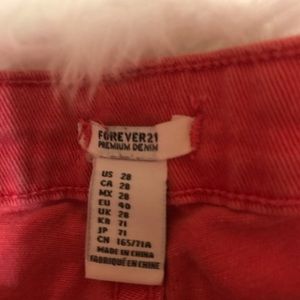 FOREVER21
PREMIUM DENIM
US 28
CA 28
MX 28
EU 40
UK 28
KR 71
JP 71
CN 165/71A
MADE IN CHINA
FABRIQUÉ EN CHINE